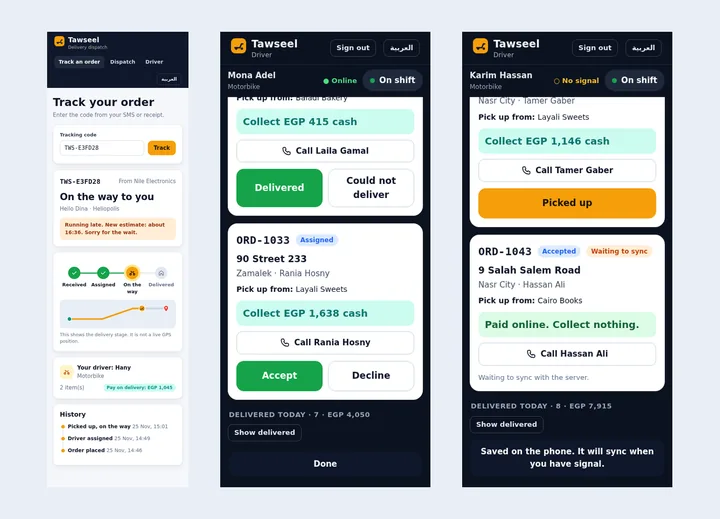 Tawseel
Delivery dispatch
Track an order
Dispatch
Driver
العربية
Track your order
Enter the code from your SMS or receipt.
Tracking code
TWS-E3FD28
Track
TWS-E3FD28
From Nile Electronics
On the way to you
Hello Dina · Heliopolis
Running late. New estimate: about
16:36. Sorry for the wait.
Received
Assigned
On the
way
Delivered
This shows the delivery stage. It is not a live GPS
position.
Your driver: Hany
Motorbike
2 item(s)
Pay on delivery: EGP 1,045
History
Picked up, on the way 25 Nov, 15:01
Driver assigned 25 Nov, 14:49
Order placed 25 Nov, 14:46
Tawseel
Driver
Sign out
العربية
Mona Adel
Motorbike
Online
On shift
Pick up from: Baladi Bakery
Collect EGP 415 cash
Call Laila Gamal
Delivered
Could not
deliver
ORD-1033
Assigned
90 Street 233
Zamalek · Rania Hosny
Pick up from: Layali Sweets
Collect EGP 1,638 cash
Call Rania Hosny
Accept
Decline
DELIVERED TODAY · 7 · EGP 4,050
Show delivered
Done
Tawseel
Driver
Sign out
العربية
Karim Hassan
Motorbike
No signal
On shift
Nasr City · Tamer Gaber
Pick up from: Layali Sweets
Collect EGP 1,146 cash
Call Tamer Gaber
Picked up
ORD-1043
Accepted
Waiting to sync
9 Salah Salem Road
Nasr City · Hassan Ali
Pick up from: Cairo Books
Paid online. Collect nothing.
Call Hassan Ali
Waiting to sync with the server.
DELIVERED TODAY · 8 · EGP 7,915
Show delivered
Saved on the phone. It will sync when
you have signal.